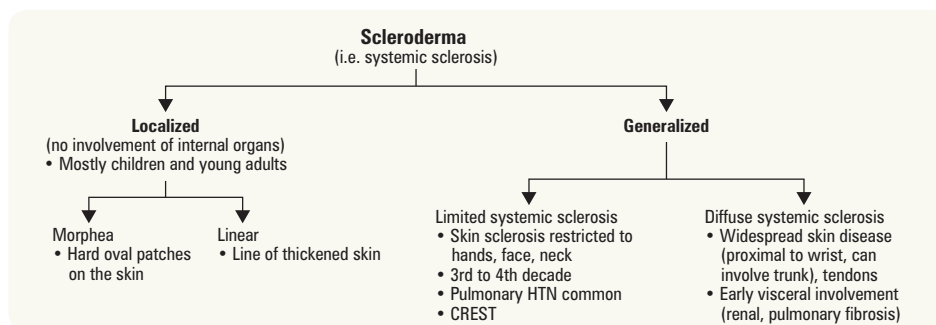 Scleroderma
(i.e. systemic sclerosis)
Localized
(no involvement of internal organs)
• Mostly children and young adults
Generalized
Morphea
• Hard oval patches
on the skin
Linear
• Line of thickened skin
Limited systemic sclerosis
• Skin sclerosis restricted to
hands, face, neck
• 3rd to 4th decade
• Pulmonary HTN common
• CREST
Diffuse systemic sclerosis
• Widespread skin disease
(proximal to wrist, can
involve trunk), tendons
• Early visceral involvement
(renal, pulmonary fibrosis)